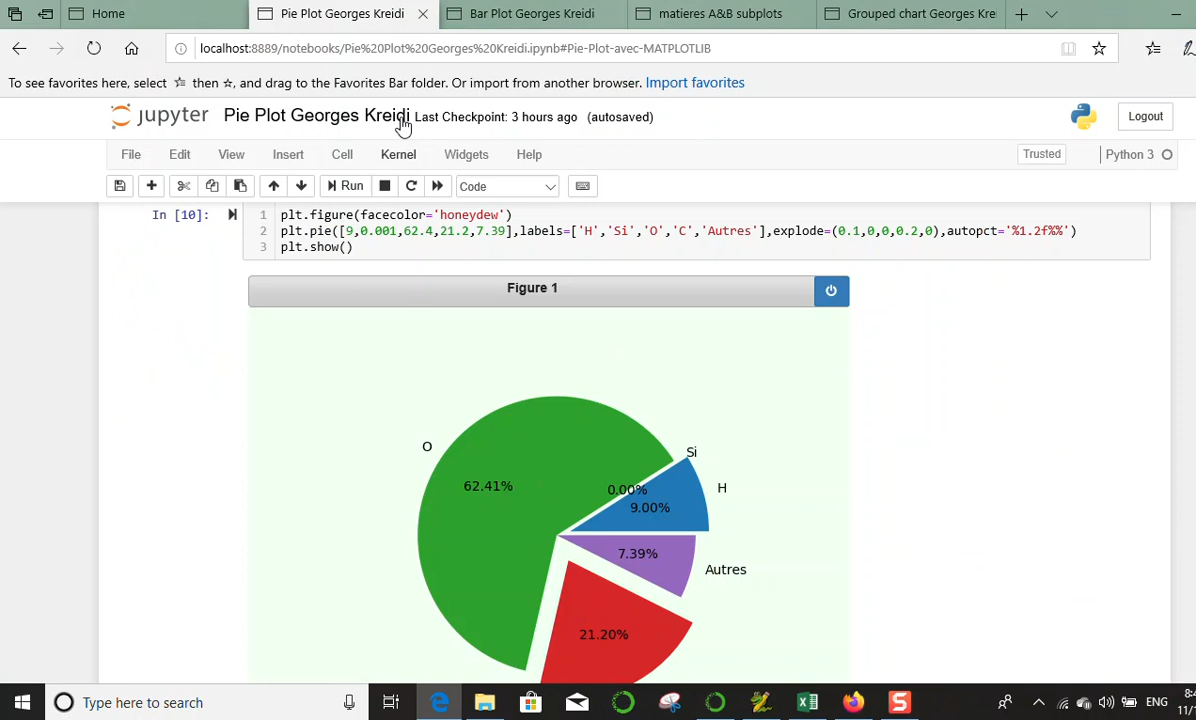 Home
Pie Plot Georges Kreidi
Bar Plot Georges Kreidi
matieres A&B subplots
Grouped chart Georges Kre
localhost:8889/notebooks/Pie%20Plot%20Georges%20Kreidi.ipynb#Pie-Plot-avec-MATPLOTLIB
To see favorites here, select ☆ then ☆, and drag to the Favorites Bar folder. Or import from another browser. Import favorites
jupyter Pie Plot Georges Kreidi Last Checkpoint: 3 hours ago (autosaved)
Logout
File Edit View Insert Cell Kernel Widgets Help
Trusted
Python 3
Run
Code
In [10]:
1 plt.figure(facecolor='honeydew')
2 plt.pie([9,0.001,62.4,21.2,7.39],labels=['H','Si','O','C','Autres'],explode=(0.1,0,0,0.2,0),autopct='%1.2f%%')
3 plt.show()
Figure 1
O
Si
62.41%
0.00%
H
9.00%
7.39%
Autres
21.20%
Type here to search
ENG
8:4
11/1